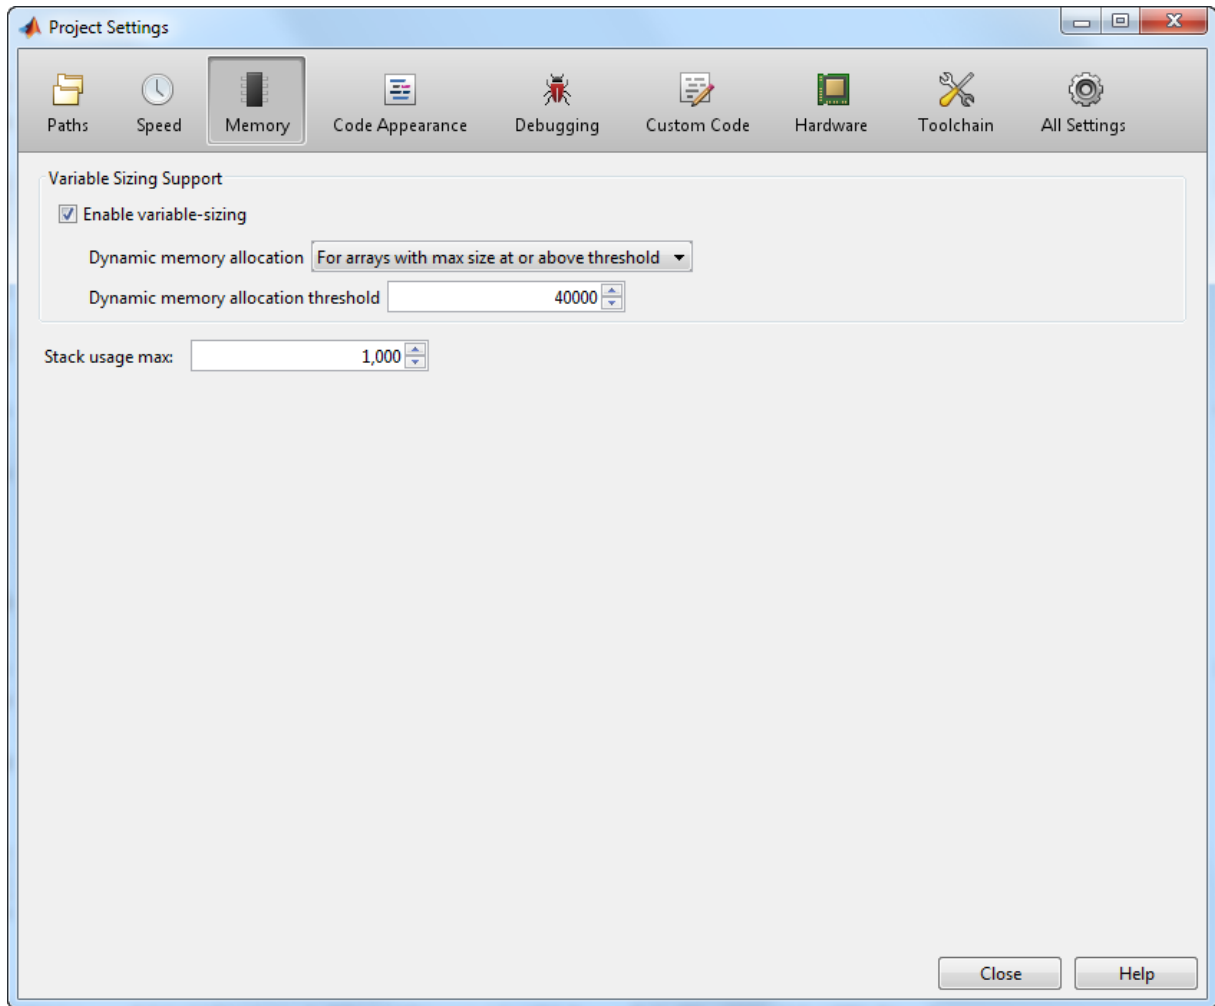 Project Settings
Paths Speed Memory Code Appearance Debugging Custom Code Hardware Toolchain All Settings
Variable Sizing Support
Enable variable-sizing
Dynamic memory allocation For arrays with max size at or above threshold
Dynamic memory allocation threshold 40000
Stack usage max: 1,000
Close Help